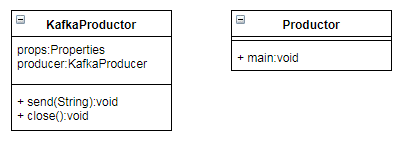 KafkaProductor
props:Properties
producer:KafkaProducer
+ send(String):void
+ close():void
Productor
+ main:void